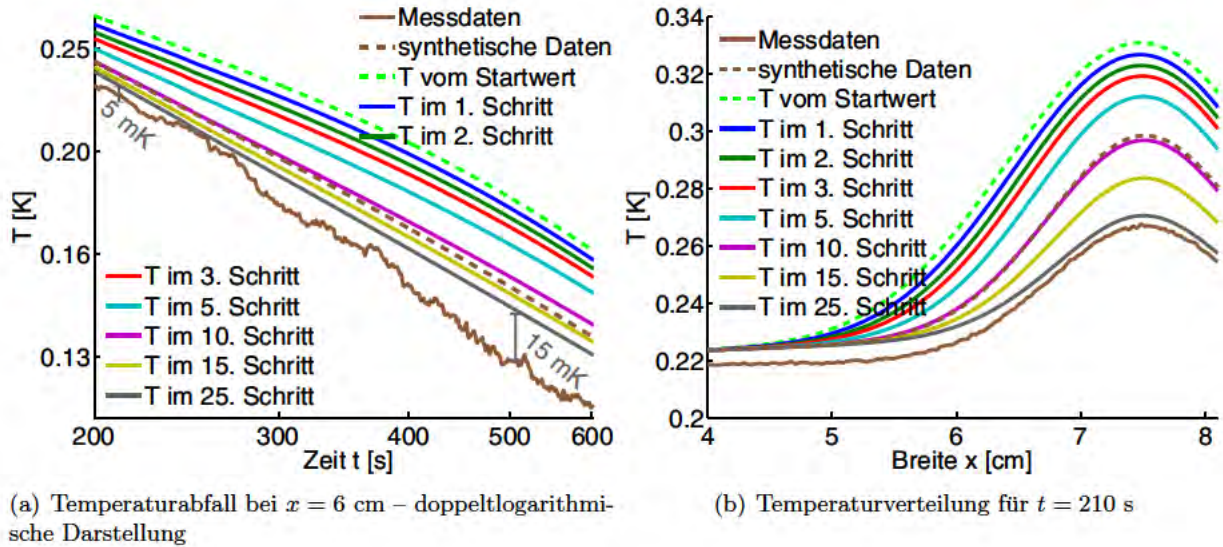 Messdaten
synthetische Daten
T vom Startwert
T im 1. Schritt
T im 2. Schritt
T im 3. Schritt
T im 5. Schritt
T im 10. Schritt
T im 15. Schritt
T im 25. Schritt
5 mK
15 mK
T [K]
0.25
0.20
0.16
0.13
200
300
400
500
600
Zeit t [s]
(a) Temperaturabfall bei x = 6 cm – doppeltlogarithmi-
sche Darstellung
Messdaten
synthetische Daten
T vom Startwert
T im 1. Schritt
T im 2. Schritt
T im 3. Schritt
T im 5. Schritt
T im 10. Schritt
T im 15. Schritt
T im 25. Schritt
T [K]
0.34
0.32
0.3
0.28
0.26
0.24
0.22
0.2
4
5
6
7
8
Breite x [cm]
(b) Temperaturverteilung für t = 210 s